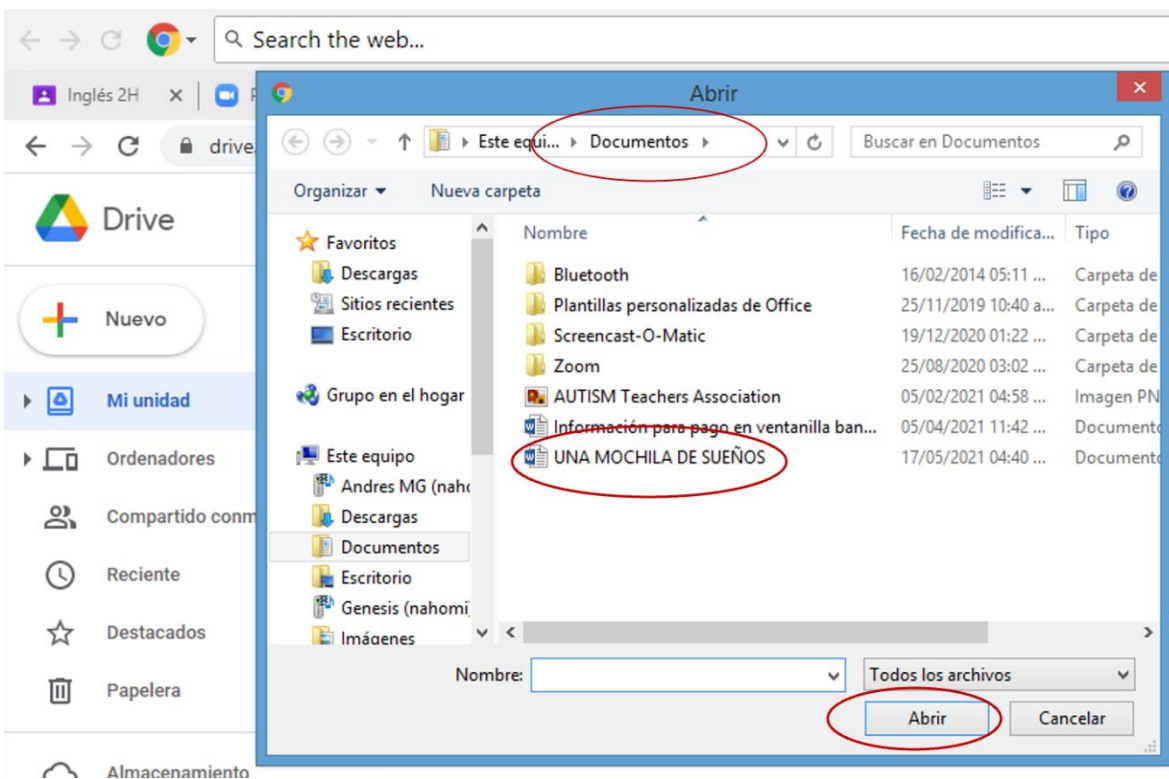 Search the web...
Inglés 2H
Abrir
drive.
Este equi... Documentos
Buscar en Documentos
Organizar Nueva carpeta
Drive
Nuevo
Mi unidad
Ordenadores
Compartido conm
Reciente
Destacados
Papelera
Almacenamiento
Favoritos
Descargas
Sitios recientes
Escritorio
Grupo en el hogar
Este equipo
Andres MG (naho
Descargas
Documentos
Escritorio
Genesis (nahomi
Imágenes
Nombre Fecha de modifica... Tipo
Bluetooth 16/02/2014 05:11 ... Carpeta de
Plantillas personalizadas de Office 25/11/2019 10:40 a... Carpeta de
Screencast-O-Matic 19/12/2020 01:22 ... Carpeta de
Zoom 25/08/2020 03:02 ... Carpeta de
AUTISM Teachers Association 05/02/2021 04:58 ... Imagen PN
Información para pago en ventanilla ban... 05/04/2021 11:42 ... Documento
UNA MOCHILA DE SUEÑOS 17/05/2021 04:40 ... Documento
Nombre: Todos los archivos
Abrir Cancelar